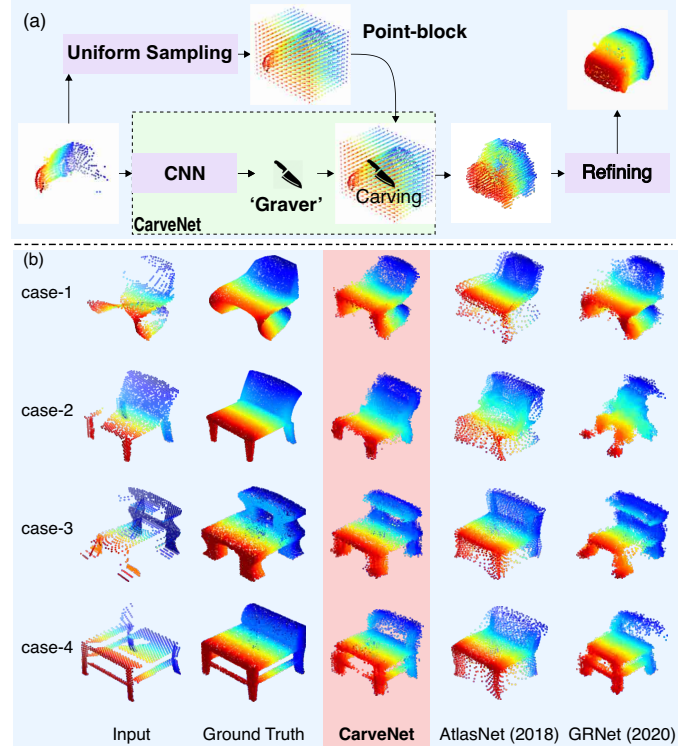 (a)
Uniform Sampling
Point-block
CNN
'Graver'
Carving
Refining
CarveNet
(b)
case-1
case-2
case-3
case-4
Input
Ground Truth
CarveNet
AtlasNet (2018)
GRNet (2020)